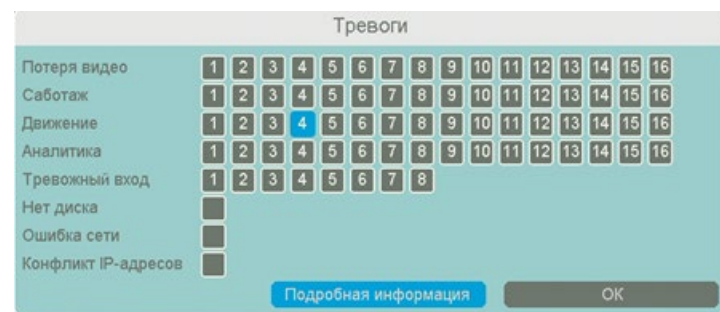 Тревоги
Потеря видео 1 2 3 4 5 6 7 8 9 10 11 12 13 14 15 16
Саботаж 1 2 3 4 5 6 7 8 9 10 11 12 13 14 15 16
Движение 1 2 3 4 5 6 7 8 9 10 11 12 13 14 15 16
Аналитика 1 2 3 4 5 6 7 8 9 10 11 12 13 14 15 16
Тревожный вход 1 2 3 4 5 6 7 8
Нет диска
Ошибка сети
Конфликт IP-адресов
Подробная информация ОК